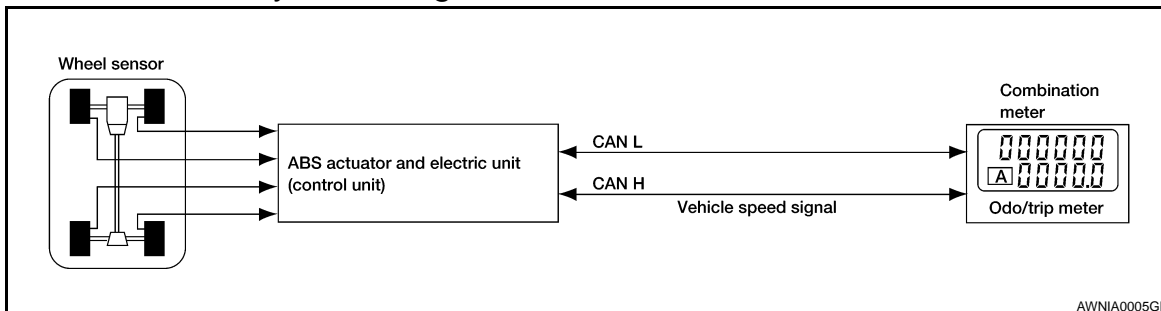 Wheel sensor
ABS actuator and electric unit
(control unit)
CAN L
CAN H
Vehicle speed signal
Combination
meter
000000
A 0000.0
Odo/trip meter